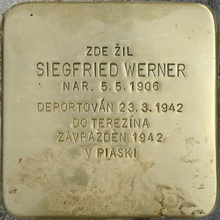 ZDE ŽIL
SIEGFRIED WERNER
NAR. 5.5.1906
DEPORTOVÁN 23.3.1942
DO TEREZÍNA
ZAVRAŽDĚN 1942
V PIASKI